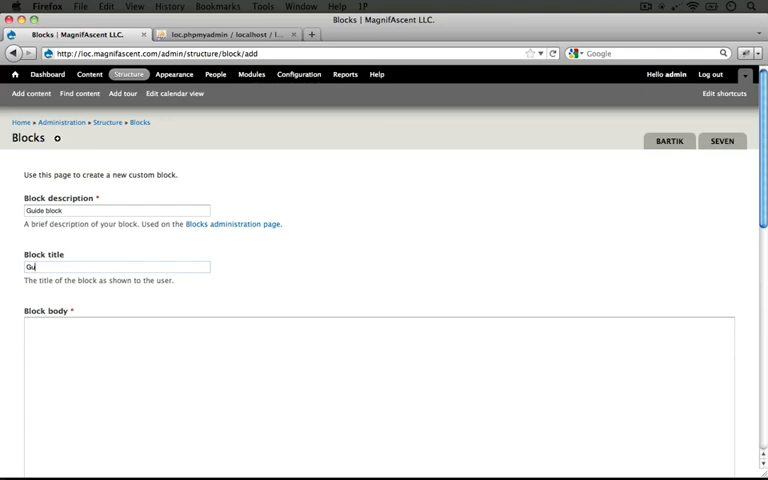 Firefox File Edit View History Bookmarks Tools Window Help 1P
Blocks | MagnifAscent LLC.
Blocks | MagnifAscent LLC. loc.phpmyadmin / localhost / l...
http://loc.magnifascent.com/admin/structure/block/add Google
Dashboard Content Structure Appearance People Modules Configuration Reports Help Hello admin Log out
Add content Find content Add tour Edit calendar view Edit shortcuts
Home » Administration » Structure » Blocks
Blocks
BARTIK SEVEN
Use this page to create a new custom block.
Block description *
Guide block
A brief description of your block. Used on the Blocks administration page.
Block title
Gu
The title of the block as shown to the user.
Block body *